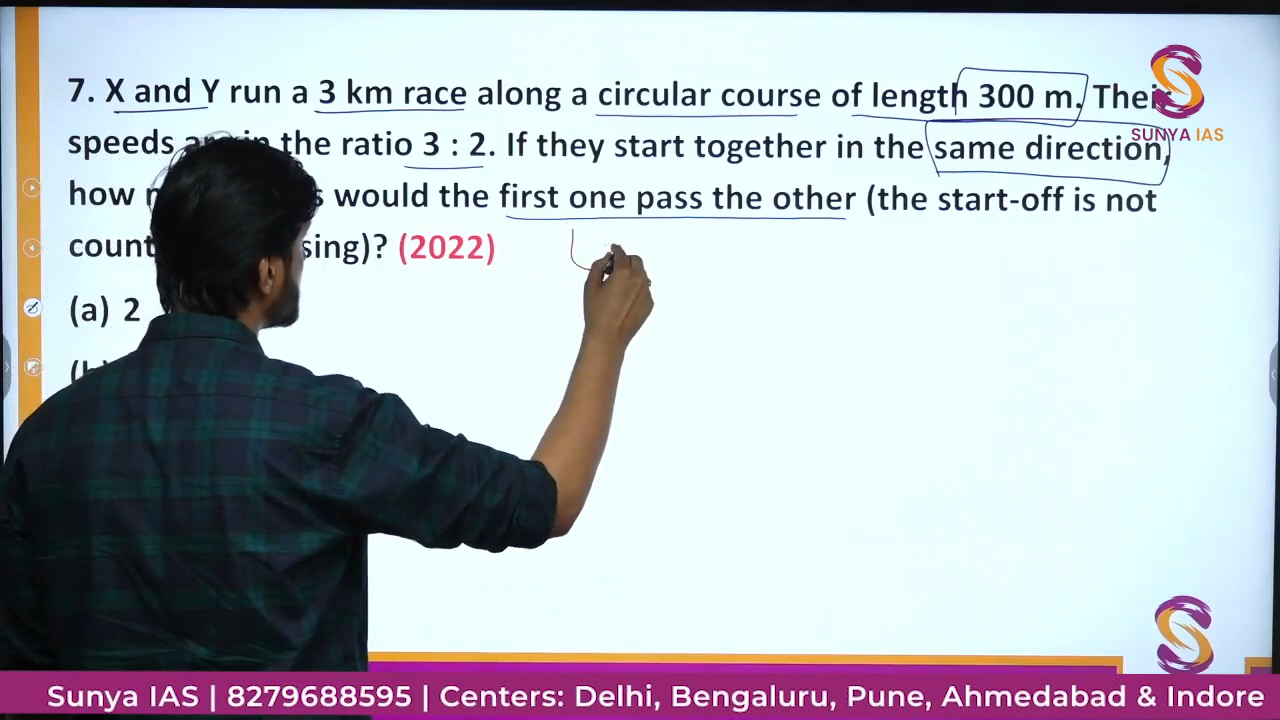 7. X and Y run a 3 km race along a circular course of length 300 m. Their
speeds in the ratio 3 : 2. If they start together in the same direction,
how would the first one pass the other (the start-off is not
count sing)? (2022)
(a) 2
SUNYA IAS
Sunya IAS | 8279688595 | Centers: Delhi, Bengaluru, Pune, Ahmedabad & Indore